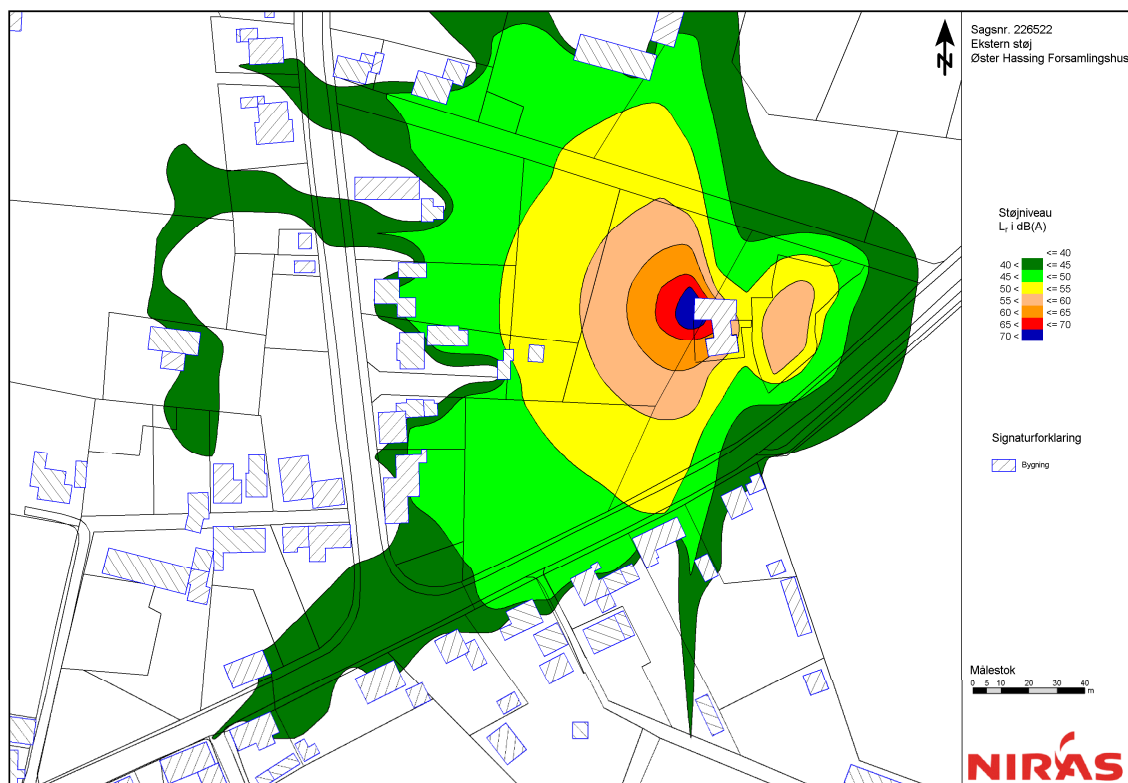 N
Sagsnr. 226522
Ekstern støj
Øster Hassing Forsamlingshus
Støjniveau
Lr i dB(A)
<= 40
40 < <= 45
45 < <= 50
50 < <= 55
55 < <= 60
60 < <= 65
65 < <= 70
70 <
Signaturforklaring
Bygning
Målestok
0 5 10 20 30 40
m
NIRAS